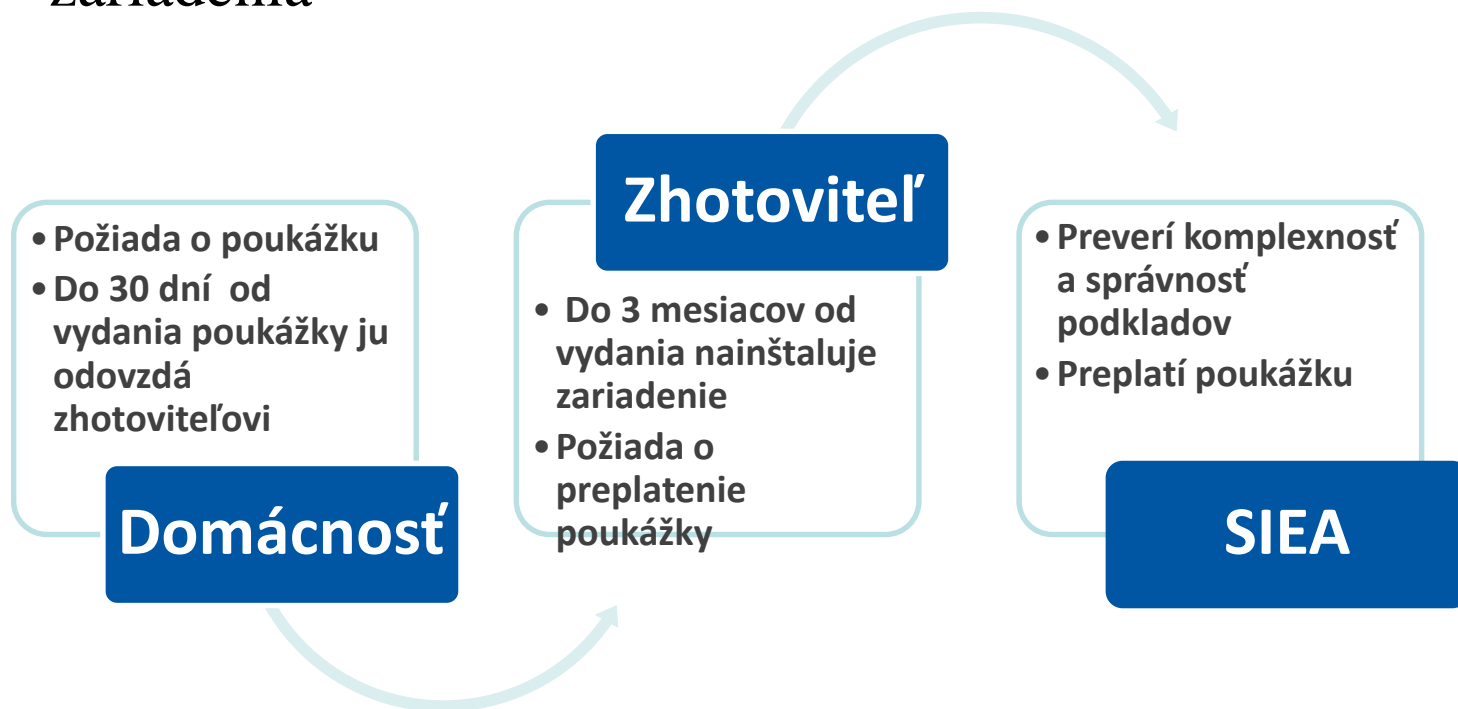 zariadenia
• Požiada o poukážku
• Do 30 dní od
vydania poukážky ju
odovzdá
zhotoviteľovi
Domácnosť
Zhotoviteľ
• Do 3 mesiacov od
vydania nainštaluje
zariadenie
• Požiada o
preplatenie
poukážky
• Preverí komplexnosť
a správnosť
podkladov
• Preplatí poukážku
SIEA